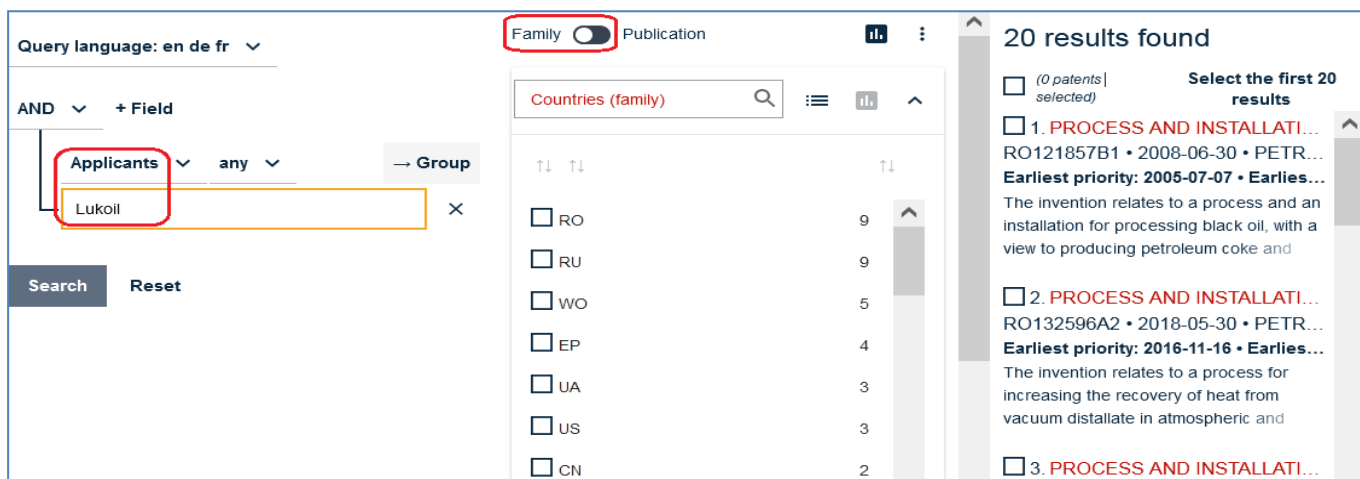 Query language: en de fr
AND + Field
Applicants any → Group
Lukoil
Search Reset
Family Publication
Countries (family)
RO 9
RU 9
WO 5
EP 4
UA 3
US 3
CN 2
20 results found
(0 patents| selected)
Select the first 20
results
1. PROCESS AND INSTALLATI...
RO121857B1 • 2008-06-30 • PETR...
Earliest priority: 2005-07-07 • Earlies...
The invention relates to a process and an
installation for processing black oil, with a
view to producing petroleum coke and
2. PROCESS AND INSTALLATI...
RO132596A2 • 2018-05-30 • PETR...
Earliest priority: 2016-11-16 • Earlies...
The invention relates to a process for
increasing the recovery of heat from
vacuum distallate in atmospheric and
3. PROCESS AND INSTALLATI...